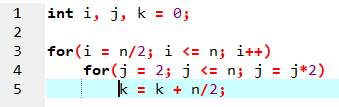 1 int i, j, k = 0;
2
3 for(i = n/2; i <= n; i++)
4 for(j = 2; j <= n; j = j*2)
5 k = k + n/2;